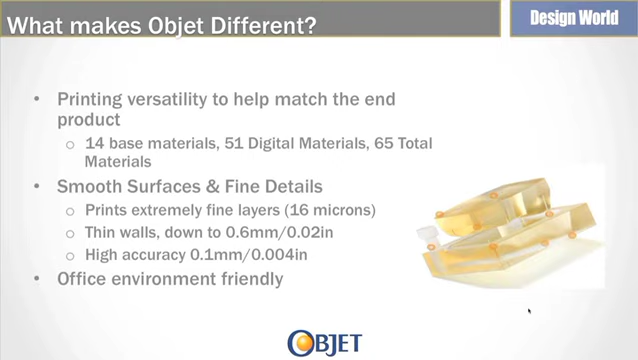 What makes Objet Different?
Design World
• Printing versatility to help match the end
product
o 14 base materials, 51 Digital Materials, 65 Total
Materials
• Smooth Surfaces & Fine Details
o Prints extremely fine layers (16 microns)
o Thin walls, down to 0.6mm/0.02in
o High accuracy 0.1mm/0.004in
• Office environment friendly
OBJET